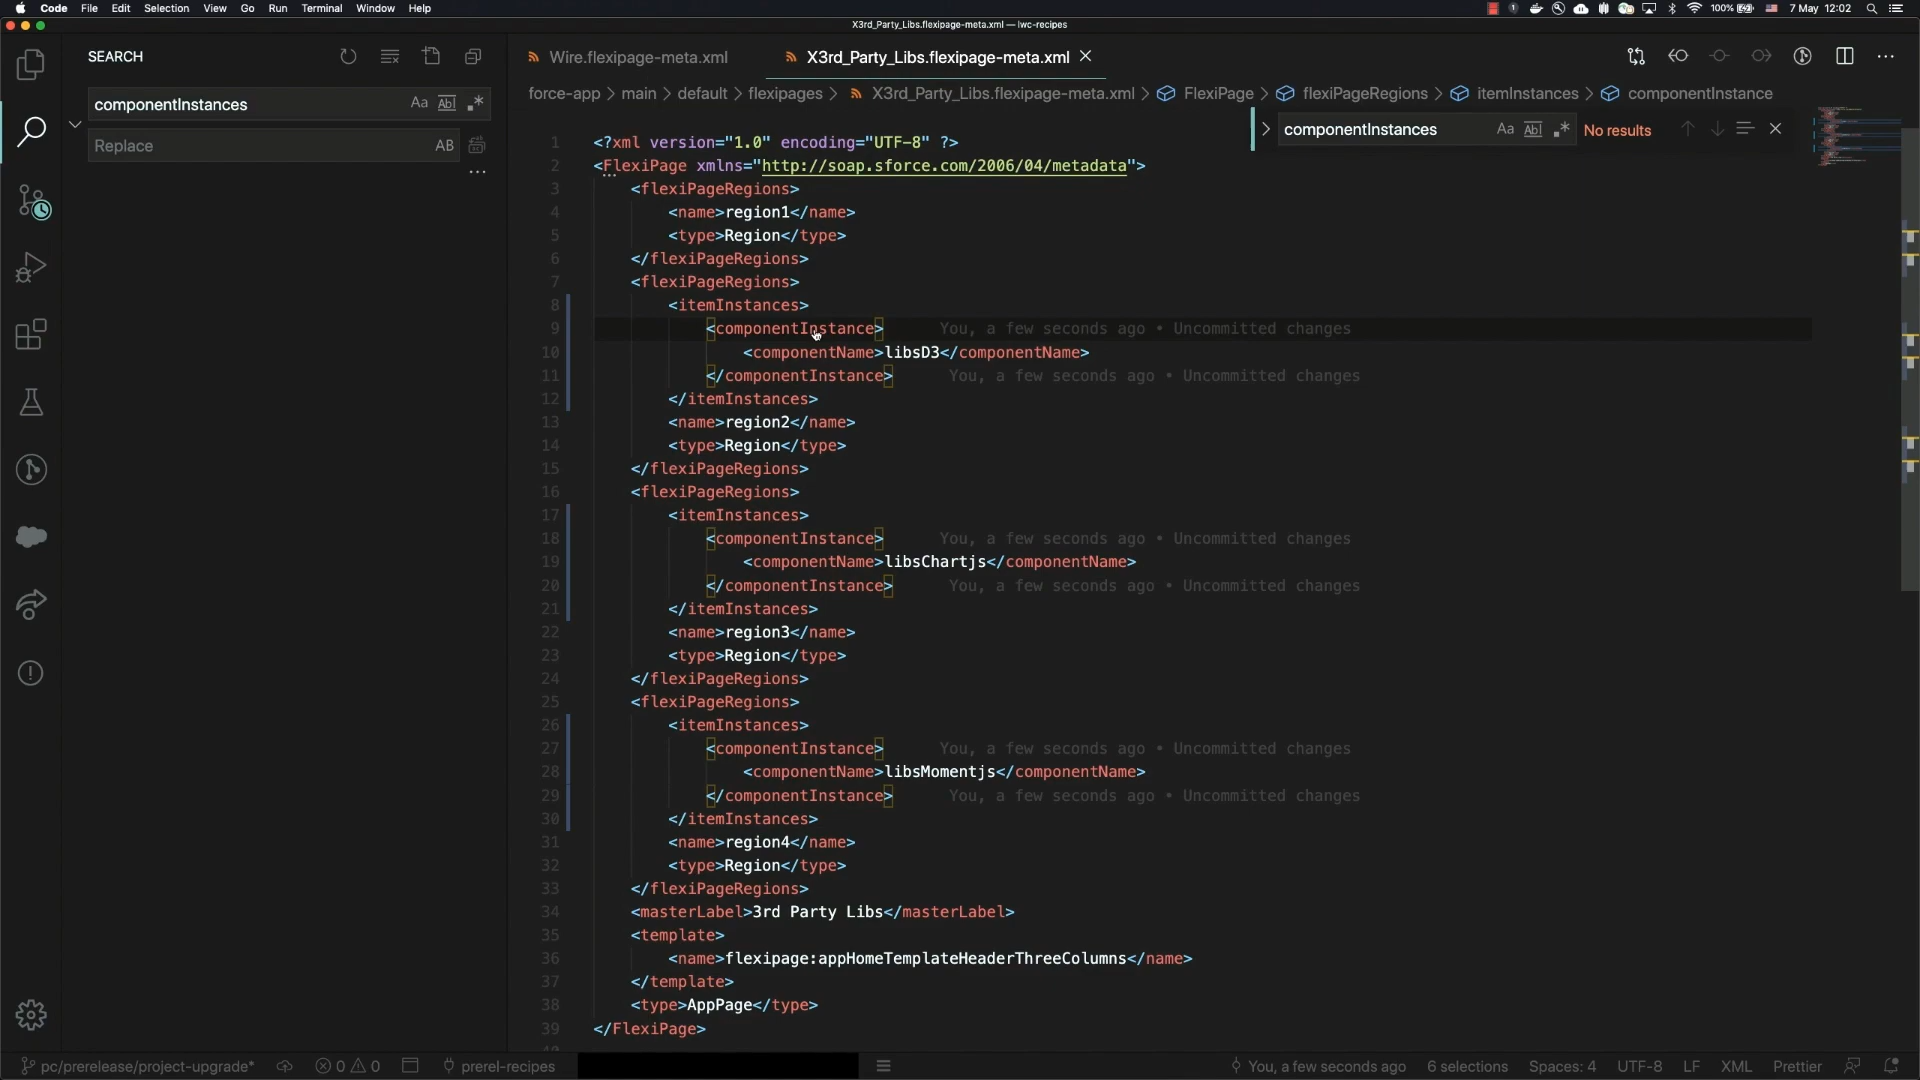 Code File Edit Selection View Go Run Terminal Window Help 100% 7 May 12:02
X3rd_Party_Libs.flexipage-meta.xml — lwc-recipes
SEARCH
componentInstances Aa Abl .*
Replace AB
...
Wire.flexipage-meta.xml X3rd_Party_Libs.flexipage-meta.xml
force-app > main > default > flexipages > X3rd_Party_Libs.flexipage-meta.xml > FlexiPage > flexiPageRegions > itemInstances > componentInstance
componentInstances Aa Abl .* No results
1 <?xml version="1.0" encoding="UTF-8" ?>
2 <FlexiPage xmlns="http://soap.sforce.com/2006/04/metadata">
3 <flexiPageRegions>
4 <name>region1</name>
5 <type>Region</type>
6 </flexiPageRegions>
7 <flexiPageRegions>
8 <itemInstances>
9 <componentInstance> You, a few seconds ago • Uncommitted changes
10 <componentName>libsD3</componentName>
11 </componentInstance> You, a few seconds ago • Uncommitted changes
12 </itemInstances>
13 <name>region2</name>
14 <type>Region</type>
15 </flexiPageRegions>
16 <flexiPageRegions>
17 <itemInstances>
18 <componentInstance> You, a few seconds ago • Uncommitted changes
19 <componentName>libsChartjs</componentName>
20 </componentInstance> You, a few seconds ago • Uncommitted changes
21 </itemInstances>
22 <name>region3</name>
23 <type>Region</type>
24 </flexiPageRegions>
25 <flexiPageRegions>
26 <itemInstances>
27 <componentInstance> You, a few seconds ago • Uncommitted changes
28 <componentName>libsMomentjs</componentName>
29 </componentInstance> You, a few seconds ago • Uncommitted changes
30 </itemInstances>
31 <name>region4</name>
32 <type>Region</type>
33 </flexiPageRegions>
34 <masterLabel>3rd Party Libs</masterLabel>
35 <template>
36 <name>flexipage:appHomeTemplateHeaderThreeColumns</name>
37 </template>
38 <type>AppPage</type>
39 </FlexiPage>
pc/prerelease/project-upgrade* 0 0 prerel-recipes You, a few seconds ago 6 selections Spaces: 4 UTF-8 LF XML Prettier